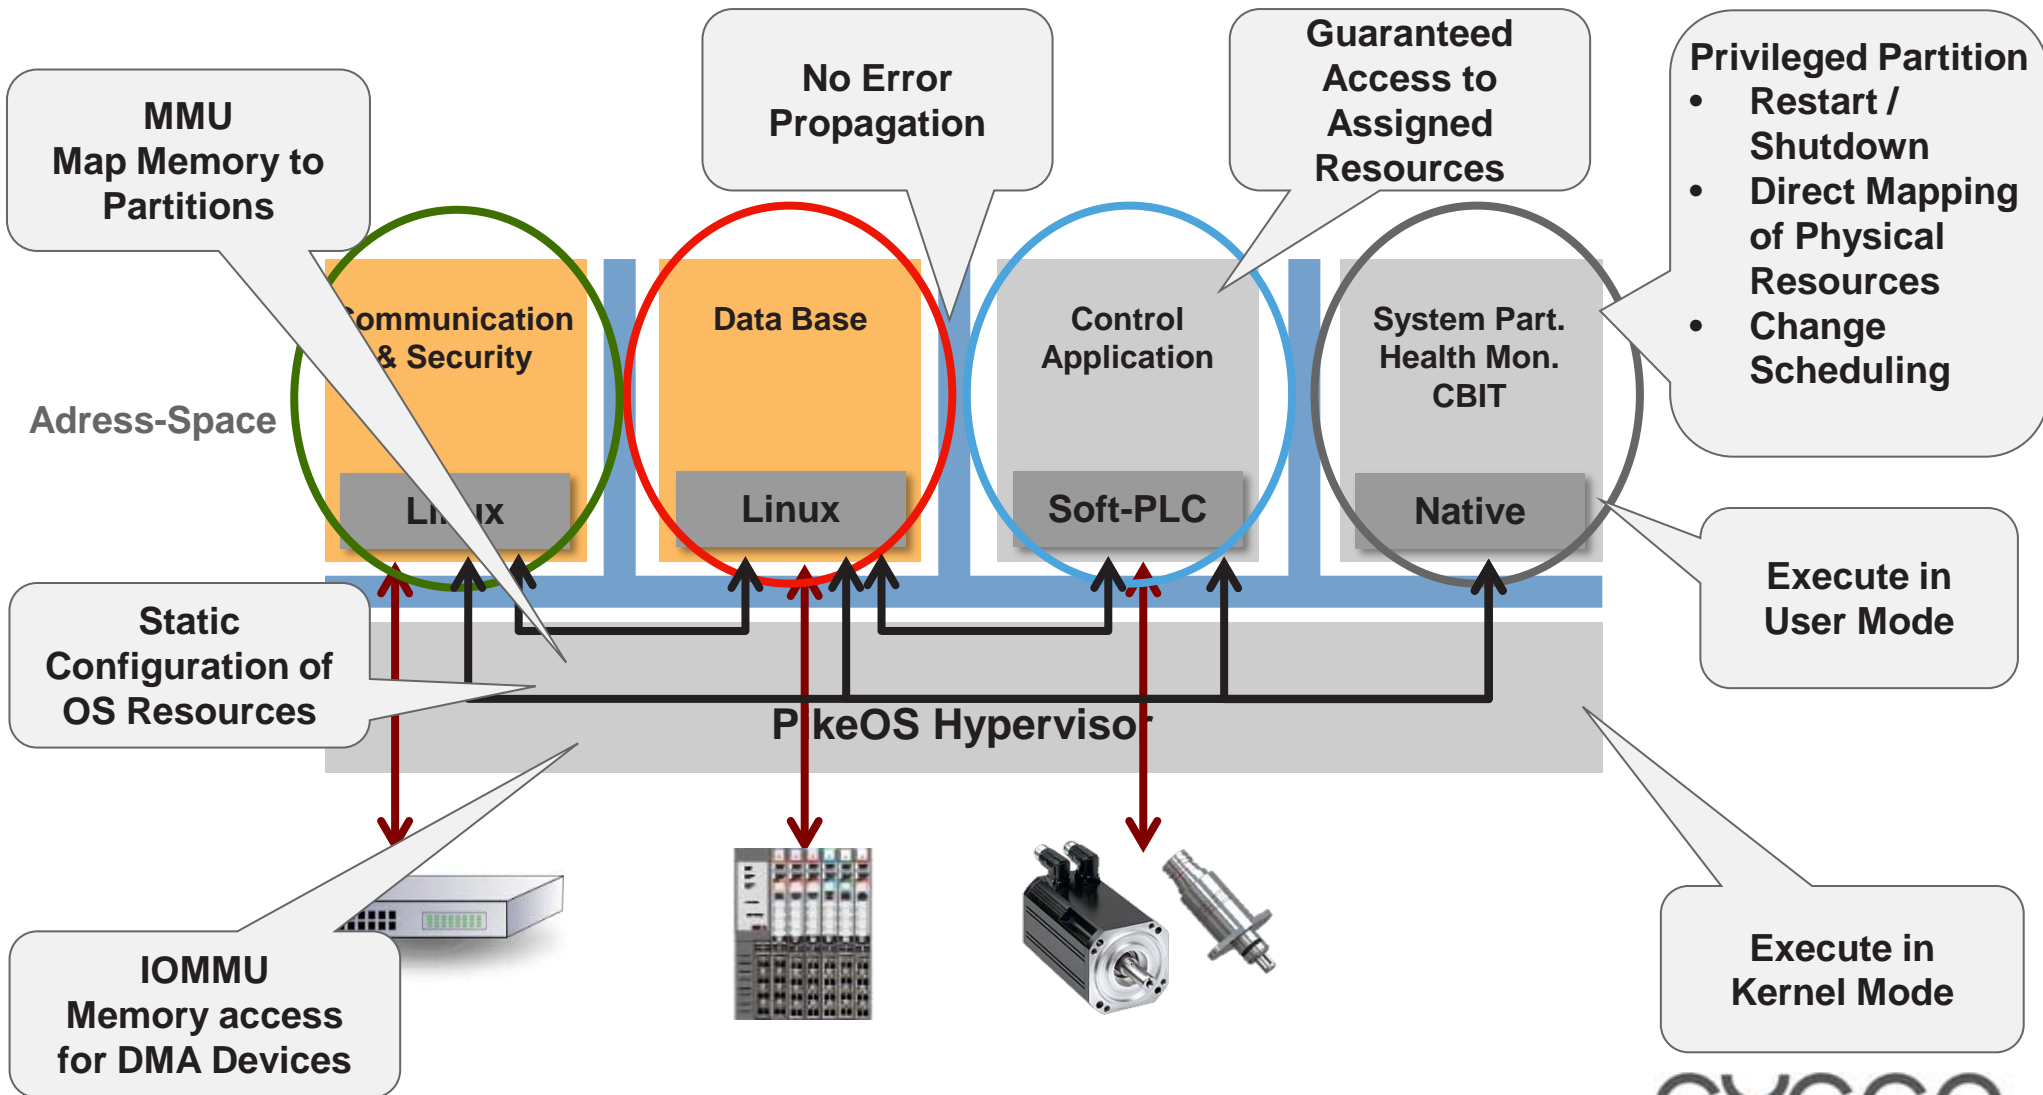 MMU
Map Memory to
Partitions
No Error
Propagation
Guaranteed
Access to
Assigned
Resources
Privileged Partition
• Restart /
Shutdown
• Direct Mapping
of Physical
Resources
• Change
Scheduling
Adress-Space
Communication
& Security
Linux
Data Base
Linux
Control
Application
Soft-PLC
System Part.
Health Mon.
CBIT
Native
Execute in
User Mode
Static
Configuration of
OS Resources
PikeOS Hypervisor
IOMMU
Memory access
for DMA Devices
Execute in
Kernel Mode